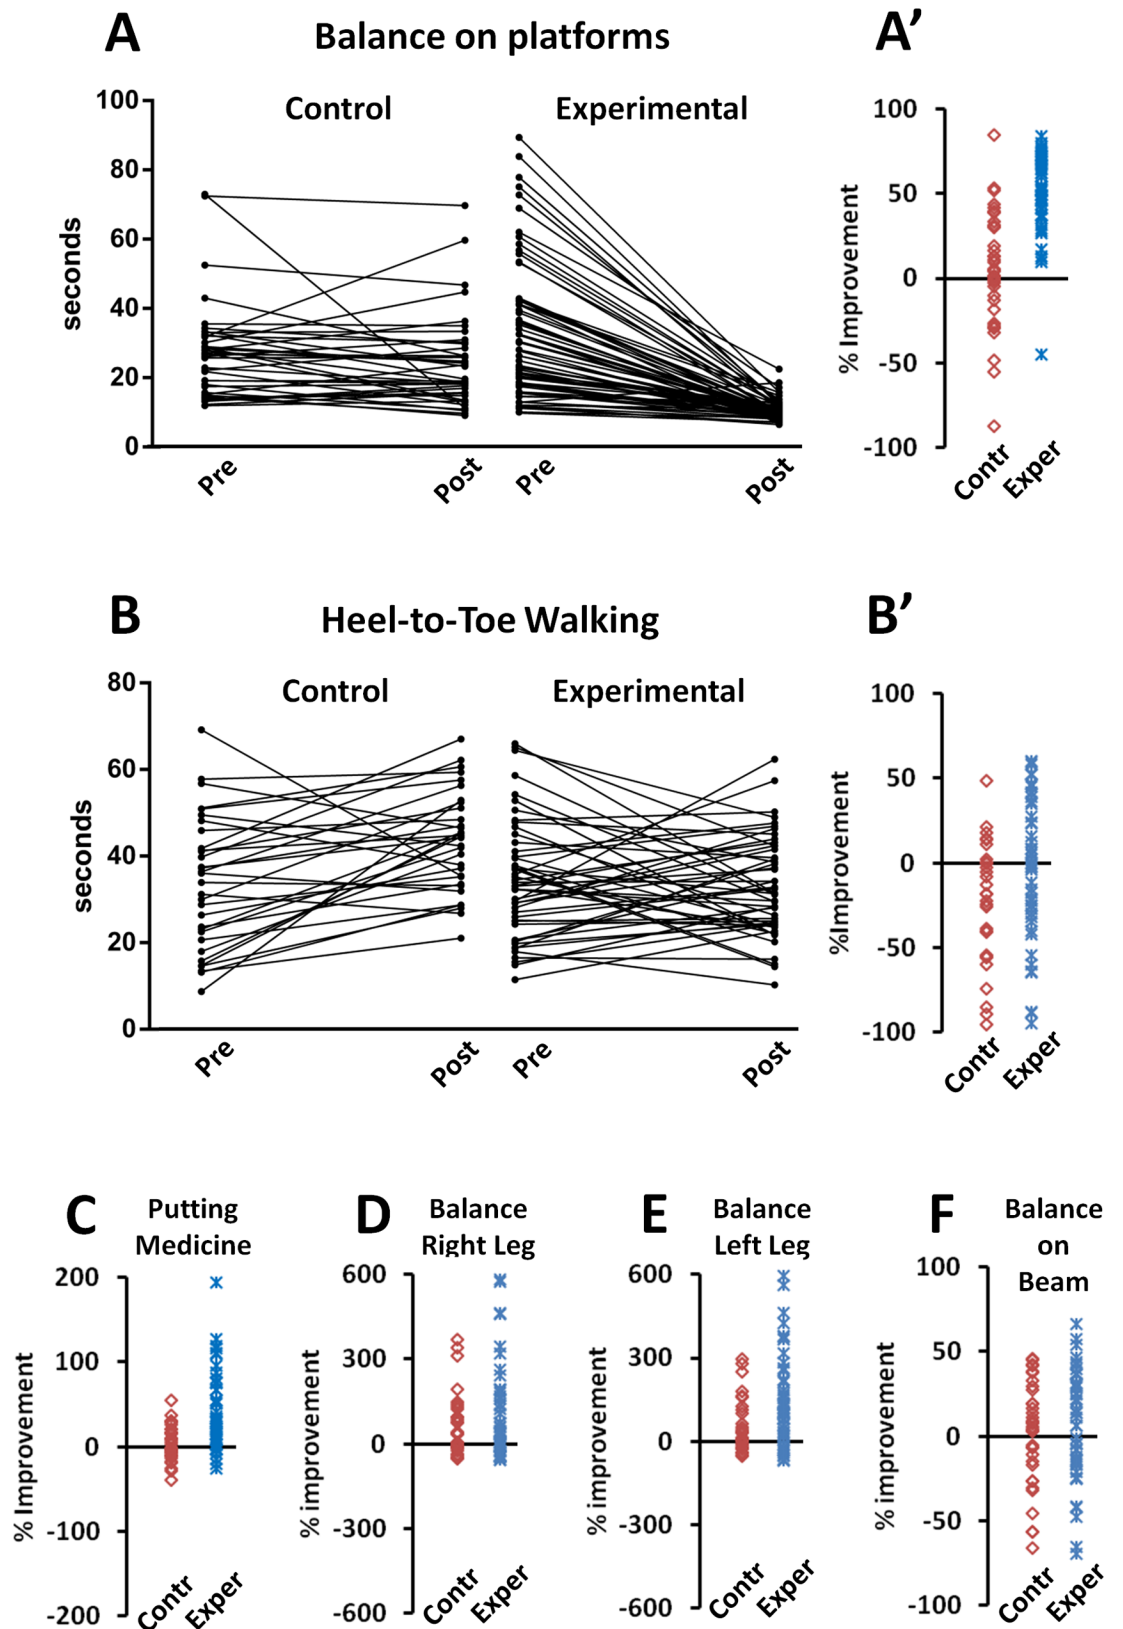 A
Balance on platforms
A’
Control
Experimental
100
80
60
40
20
0
seconds
Pre
Post
Pre
Post
100
50
0
-50
-100
% Improvement
Contr
Exper
B
Heel-to-Toe Walking
B’
Control
Experimental
80
60
40
20
0
seconds
Pre
Post
Pre
Post
100
50
0
-50
-100
%Improvement
Contr
Exper
C
Putting
Medicine
200
100
0
-100
-200
% Improvement
Contr
Exper
D
Balance
Right Leg
600
300
0
-300
-600
% improvement
Contr
Exper
E
Balance
Left Leg
600
300
0
-300
-600
% improvement
Contr
Exper
F
Balance
on
Beam
100
50
0
-50
-100
% improvement
Contr
Exper